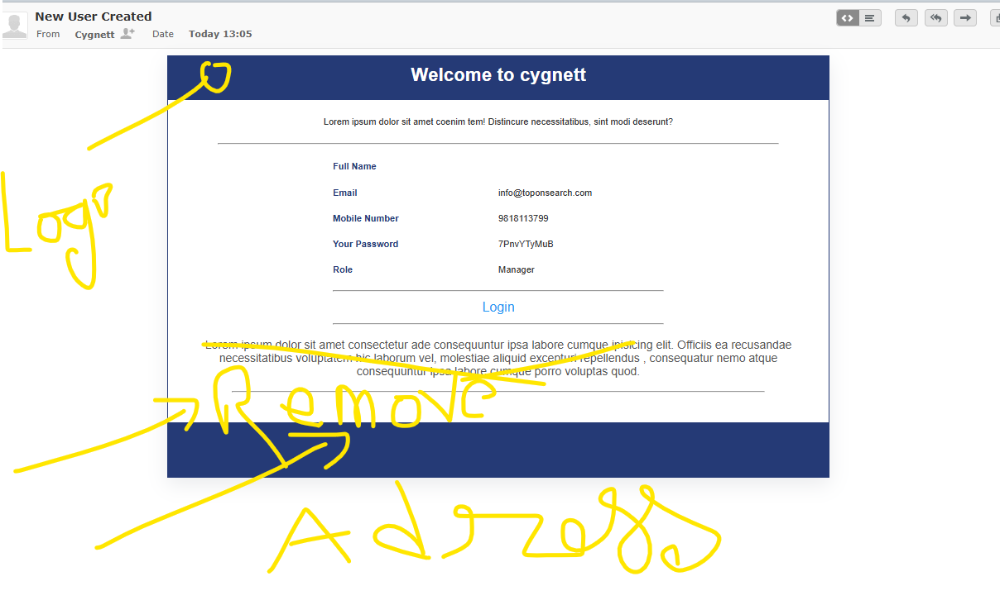 New User Created
From Cygnett Date Today 13:05
Welcome to cygnett
Lorem ipsum dolor sit amet coenim tem! Distincure necessitatibus, sint modi deserunt?
Full Name
Email info@toponsearch.com
Mobile Number 9818113799
Your Password 7PnvYTyMuB
Role Manager
Logo
Login
Lorem ipsum dolor sit amet consectetur ade consequuntur ipsa labore cumque ipisicing elit. Officiis ea recusandae
necessitatibus voluptatem hic laborum vel, molestiae aliquid excepturi repellendus , consequatur nemo atque
consequuntur ipsa labore cumque porro voluptas quod.
Remove
Adress